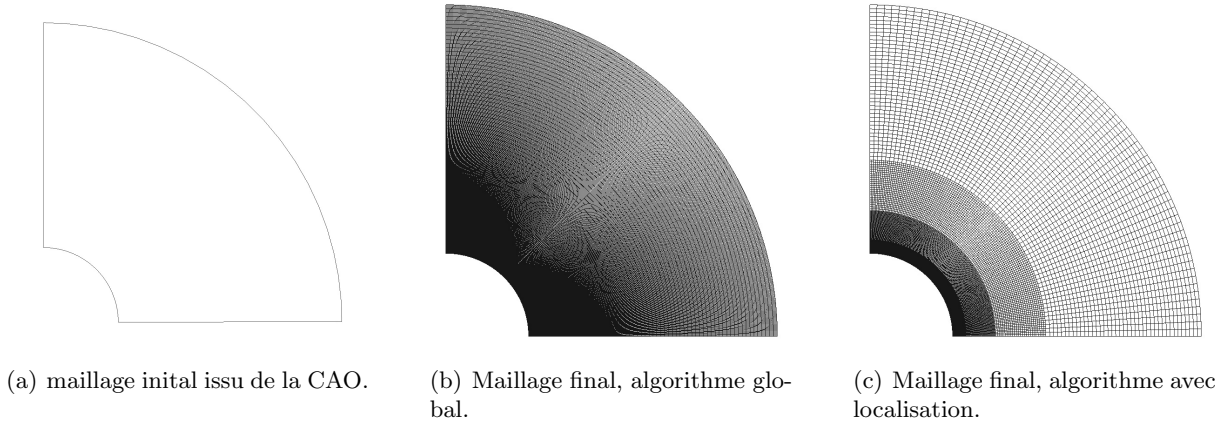 (a) maillage inital issu de la CAO.
(b) Maillage final, algorithme glo-
bal.
(c) Maillage final, algorithme avec
localisation.